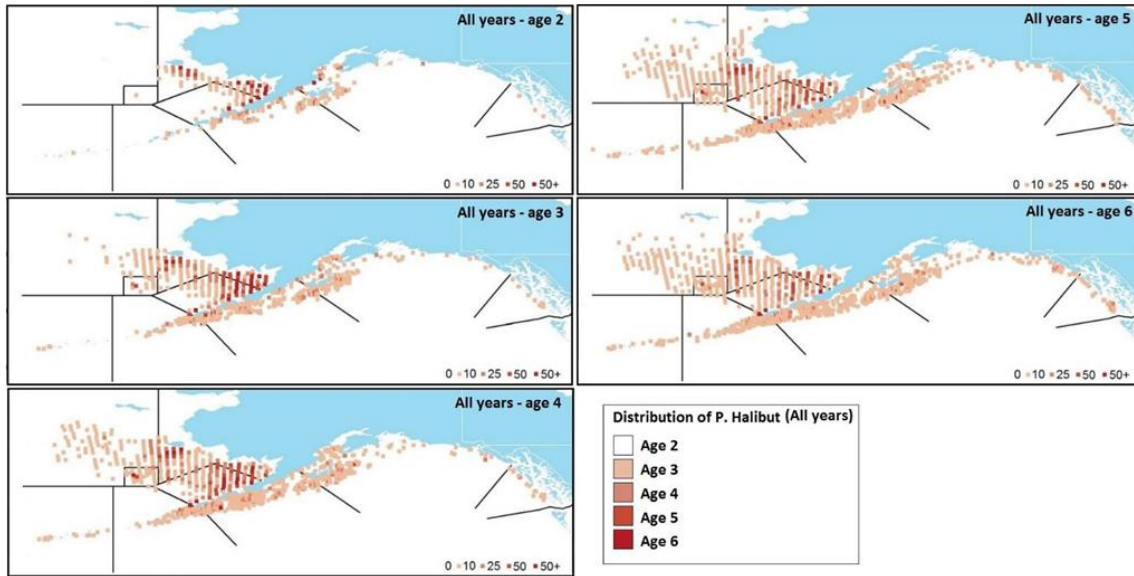 All years - age 2
0 10 25 50 50+
All years - age 5
0 10 25 50 50+
All years - age 3
0 10 25 50 50+
All years - age 6
0 10 25 50 50+
All years - age 4
0 10 25 50 50+
Distribution of P. Halibut (All years)
Age 2
Age 3
Age 4
Age 5
Age 6